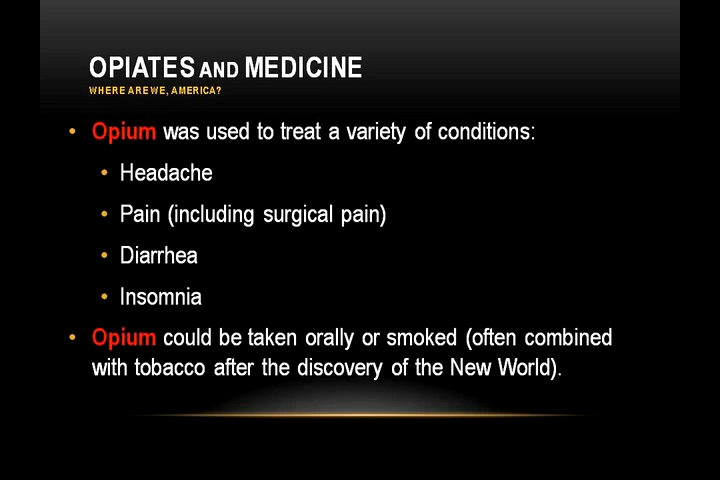 OPIATES AND MEDICINE
WHERE ARE WE, AMERICA?
• Opium was used to treat a variety of conditions:
• Headache
• Pain (including surgical pain)
• Diarrhea
• Insomnia
• Opium could be taken orally or smoked (often combined
with tobacco after the discovery of the New World).